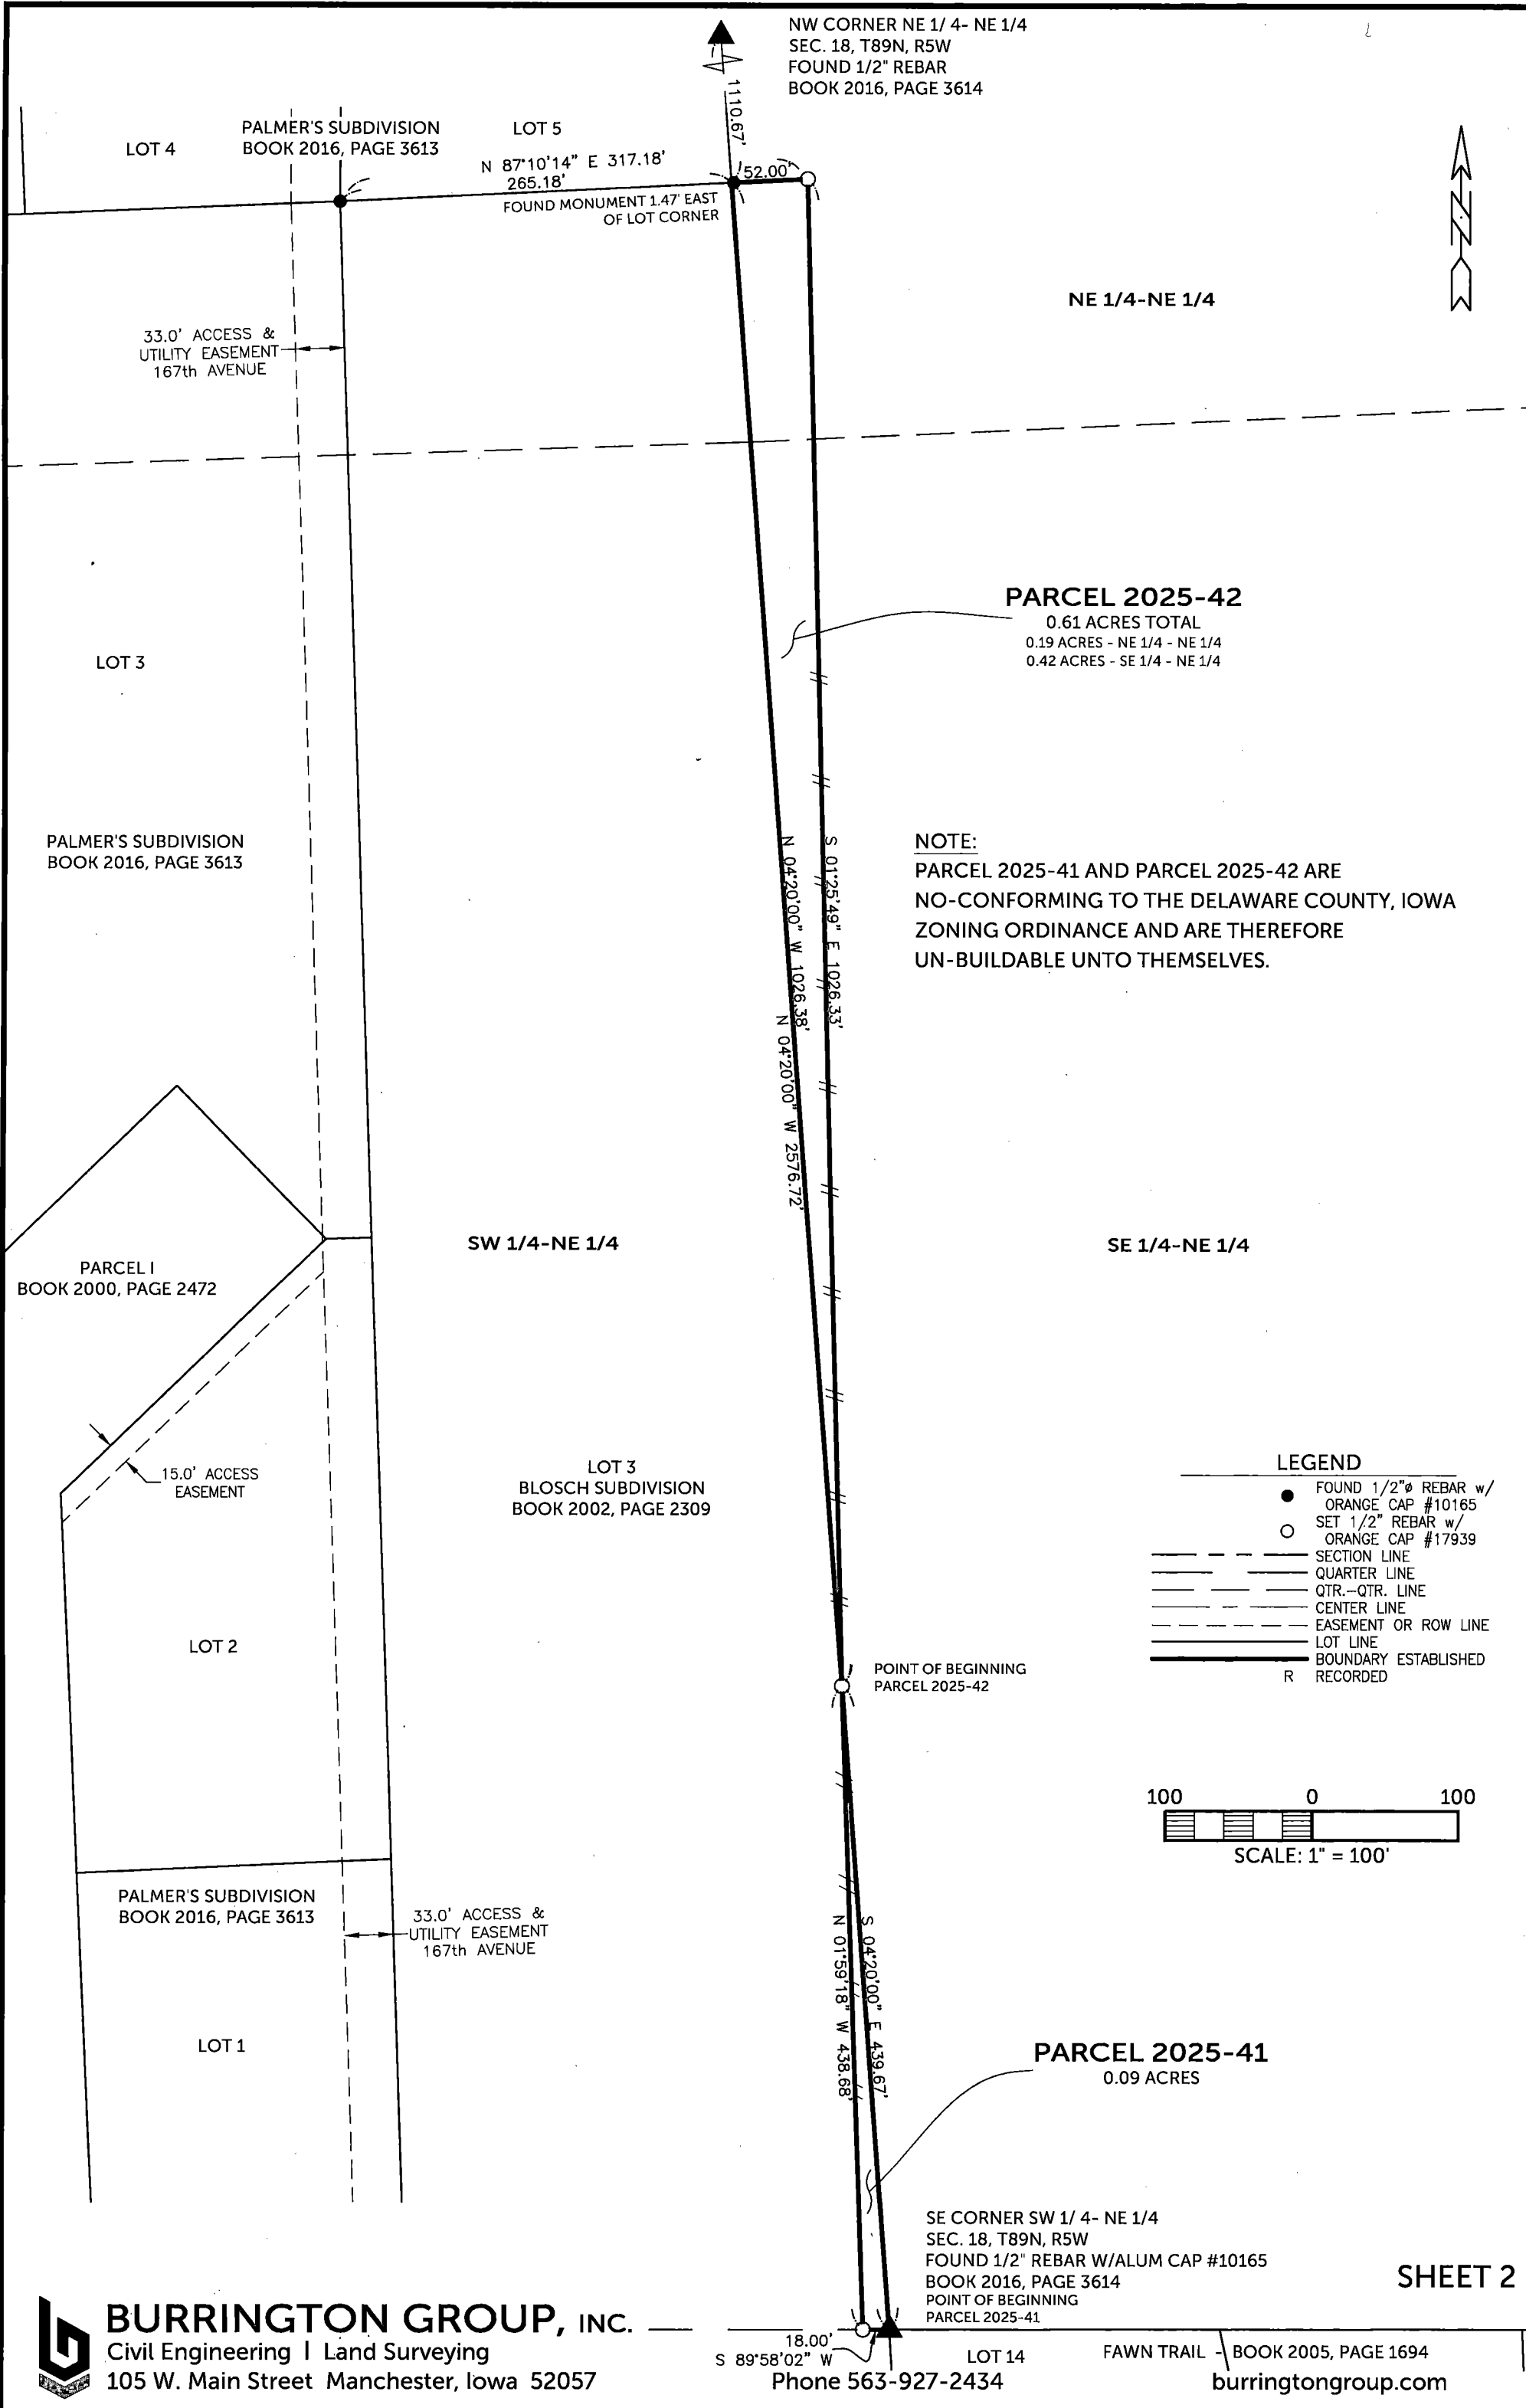 NW CORNER NE 1/ 4- NE 1/4
SEC. 18, T89N, R5W
FOUND 1/2" REBAR
BOOK 2016, PAGE 3614
1110.67'
PALMER'S SUBDIVISION
BOOK 2016, PAGE 3613
LOT 4
LOT 5
N 87°10'14" E 317.18'
265.18'
52.00'
FOUND MONUMENT 1.47' EAST
OF LOT CORNER
N
NE 1/4-NE 1/4
33.0' ACCESS &
UTILITY EASEMENT
167th AVENUE
PARCEL 2025-42
0.61 ACRES TOTAL
0.19 ACRES - NE 1/4 - NE 1/4
0.42 ACRES - SE 1/4 - NE 1/4
LOT 3
PALMER'S SUBDIVISION
BOOK 2016, PAGE 3613
N 04°20'00" W 1026.38'
S 01°25'49" E 1026.33'
N 04°20'00" W 2576.72'
NOTE:
PARCEL 2025-41 AND PARCEL 2025-42 ARE
NO-CONFORMING TO THE DELAWARE COUNTY, IOWA
ZONING ORDINANCE AND ARE THEREFORE
UN-BUILDABLE UNTO THEMSELVES.
SW 1/4-NE 1/4
SE 1/4-NE 1/4
PARCEL I
BOOK 2000, PAGE 2472
15.0' ACCESS
EASEMENT
LOT 3
BLOSCH SUBDIVISION
BOOK 2002, PAGE 2309
LEGEND
FOUND 1/2"ø REBAR w/
ORANGE CAP #10165
SET 1/2" REBAR w/
ORANGE CAP #17939
SECTION LINE
QUARTER LINE
QTR.-QTR. LINE
CENTER LINE
EASEMENT OR ROW LINE
LOT LINE
BOUNDARY ESTABLISHED
R RECORDED
LOT 2
POINT OF BEGINNING
PARCEL 2025-42
100 0 100
SCALE: 1" = 100'
PALMER'S SUBDIVISION
BOOK 2016, PAGE 3613
33.0' ACCESS &
UTILITY EASEMENT
167th AVENUE
N 01°59'18" W 438.68'
S 04°20'00" E 439.67'
LOT 1
PARCEL 2025-41
0.09 ACRES
SE CORNER SW 1/ 4- NE 1/4
SEC. 18, T89N, R5W
FOUND 1/2" REBAR W/ALUM CAP #10165
BOOK 2016, PAGE 3614
POINT OF BEGINNING
PARCEL 2025-41
SHEET 2
18.00'
S 89°58'02" W
LOT 14
FAWN TRAIL - BOOK 2005, PAGE 1694
BURRINGTON GROUP, INC.
Civil Engineering | Land Surveying
105 W. Main Street Manchester, Iowa 52057
Phone 563-927-2434
burringtongroup.com